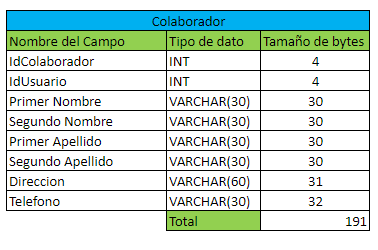 Colaborador
Nombre del Campo Tipo de dato Tamaño de bytes
IdColaborador INT 4
IdUsuario INT 4
Primer Nombre VARCHAR(30) 30
Segundo Nombre VARCHAR(30) 30
Primer Apellido VARCHAR(30) 30
Segundo Apellido VARCHAR(30) 30
Direccion VARCHAR(60) 31
Telefono VARCHAR(30) 32
Total 191